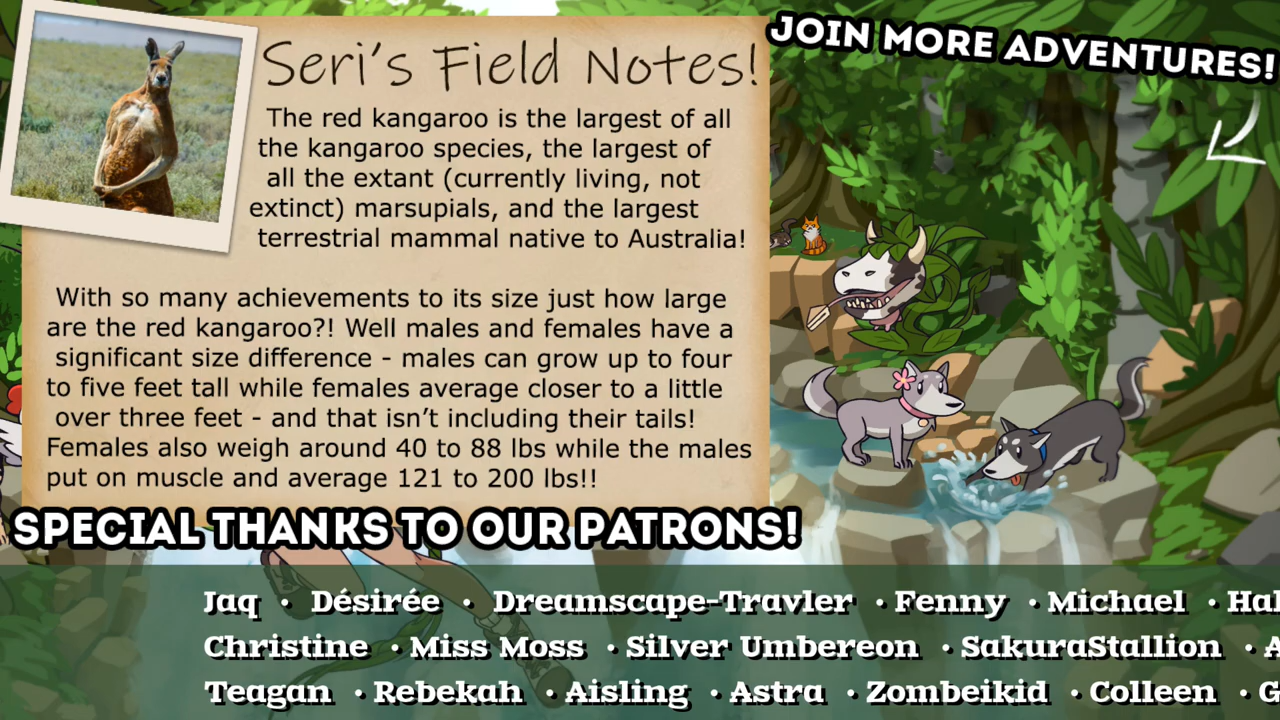 Seri's Field Notes!
The red kangaroo is the largest of all
the kangaroo species, the largest of
all the extant (currently living, not
extinct) marsupials, and the largest
terrestrial mammal native to Australia!
With so many achievements to its size just how large
are the red kangaroo?! Well males and females have a
significant size difference - males can grow up to four
to five feet tall while females average closer to a little
over three feet - and that isn't including their tails!
Females also weigh around 40 to 88 lbs while the males
put on muscle and average 121 to 200 lbs!!
JOIN MORE ADVENTURES!
SPECIAL THANKS TO OUR PATRONS!
Jaq · Désirée · Dreamscape-Travler · Fenny · Michael ·
Christine · Miss Moss · Silver Umbereon · SakuraStallion ·
Teagan · Rebekah · Aisling · Astra · Zombeikid · Colleen ·